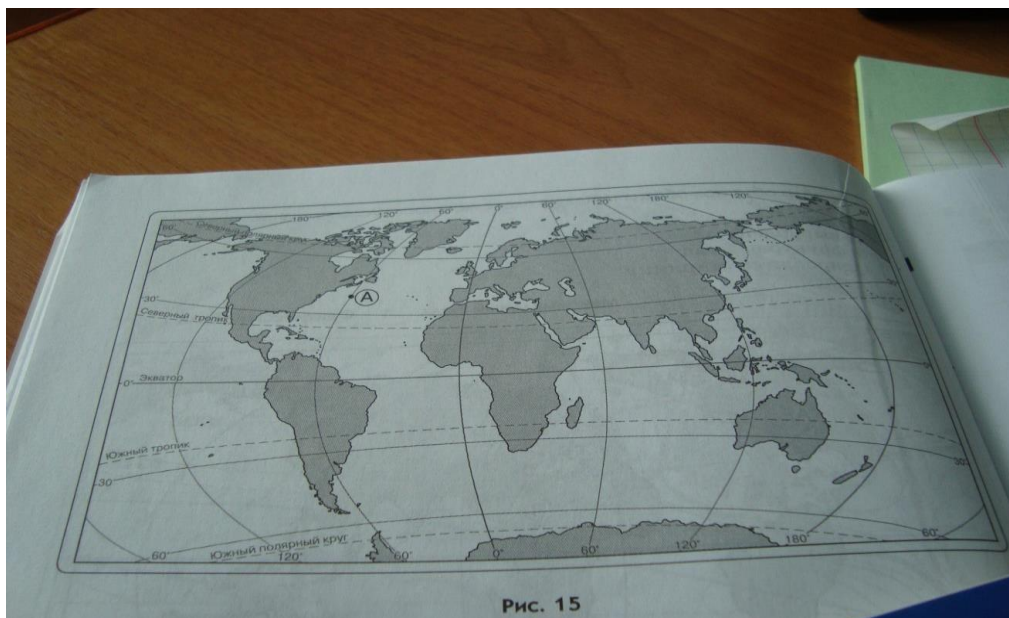 180° 120° 60° 0° 60° 120° 180° 120°
60°
30°
А
Северный тропик
0° Экватор
Южный тропик
30
30°
60° Южный полярный круг 120° 60° 0° 60° 120° 180° 60°
Рис. 15